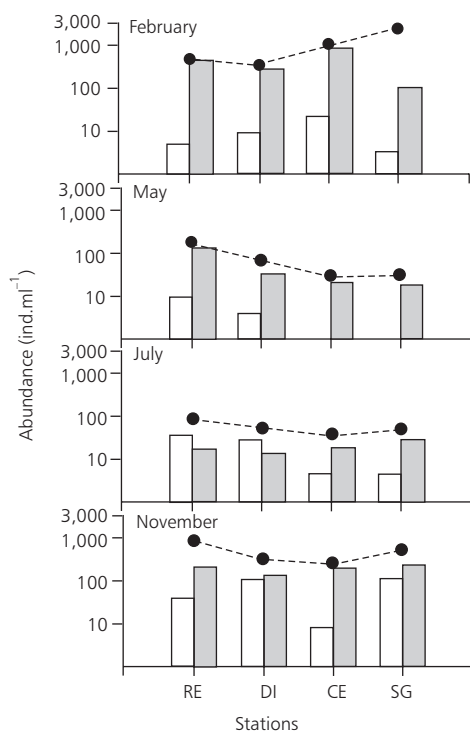 February
3,000
1,000
100
10
May
3,000
1,000
100
10
July
3,000
1,000
100
10
November
3,000
1,000
100
10
Abundance (ind.ml⁻¹)
RE DI CE SG
Stations